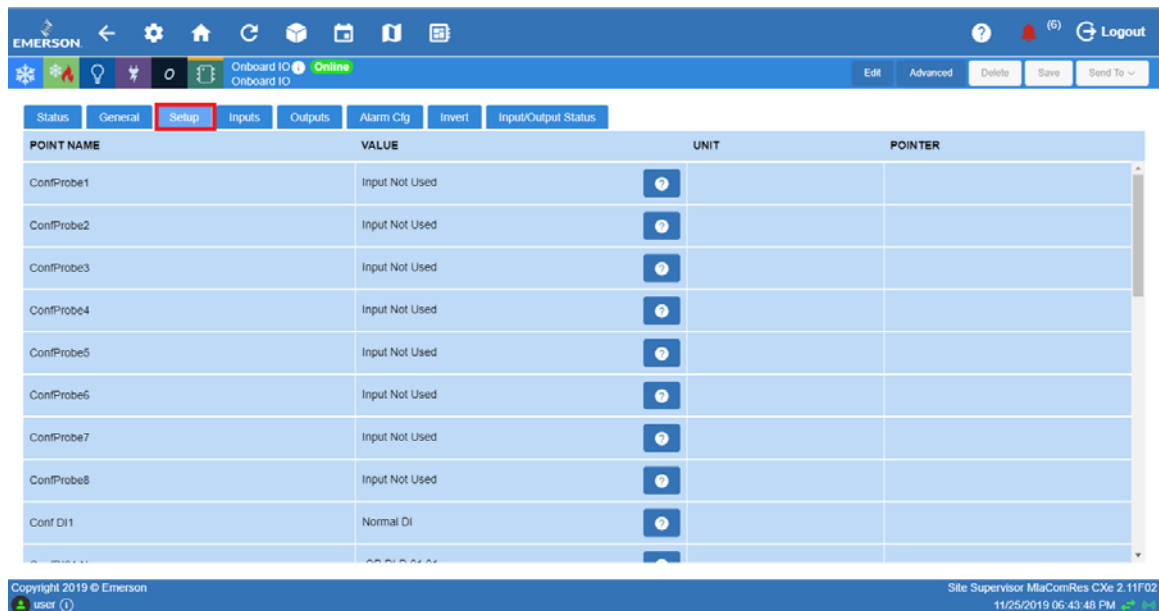 EMERSON
(6) Logout
Onboard IO Online
Onboard IO
Edit Advanced Delete Save Send To
Status General Setup Inputs Outputs Alarm Cfg Invert Input/Output Status
POINT NAME VALUE UNIT POINTER
ConfProbe1 Input Not Used
ConfProbe2 Input Not Used
ConfProbe3 Input Not Used
ConfProbe4 Input Not Used
ConfProbe5 Input Not Used
ConfProbe6 Input Not Used
ConfProbe7 Input Not Used
ConfProbe8 Input Not Used
Conf DI1 Normal DI
Copyright 2019 © Emerson Site Supervisor MlaComRes CXe 2.11F02
user 11/25/2019 06:43:48 PM